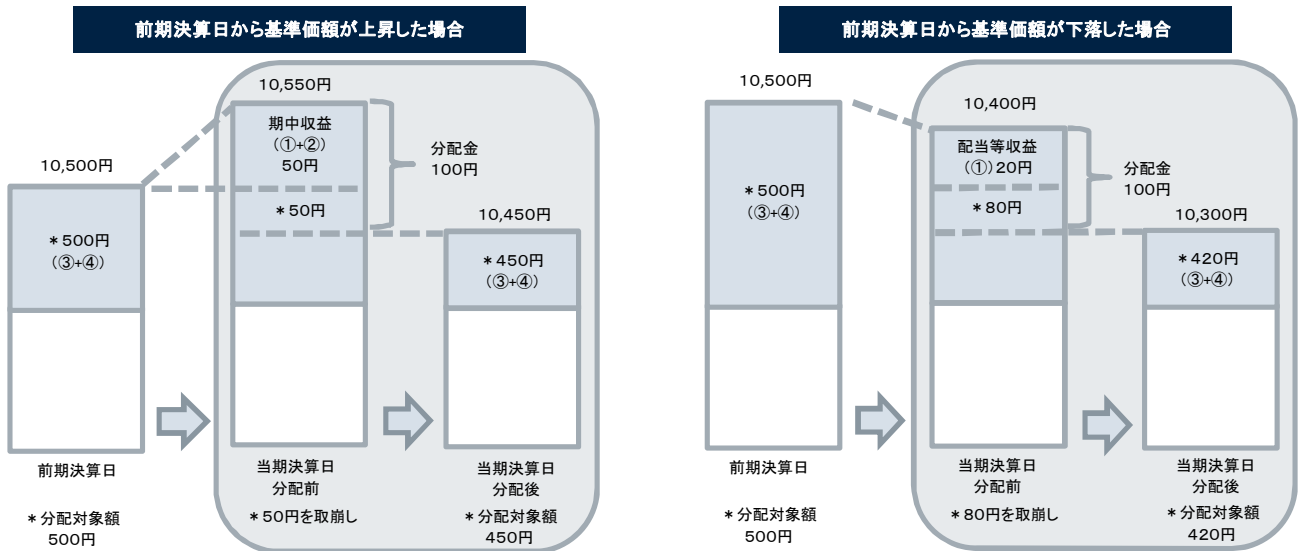 前期決算日から基準価額が上昇した場合
10,550円
期中収益
(①+②)
50円
分配金
100円
10,500円
*50円
10,450円
*500円
(③+④)
*450円
(③+④)
前期決算日
当期決算日
分配前
当期決算日
分配後
*分配対象額
500円
*50円を取崩し
*分配対象額
450円
前期決算日から基準価額が下落した場合
10,500円
10,400円
配当等収益
(①)20円
分配金
100円
*500円
(③+④)
*80円
10,300円
*420円
(③+④)
前期決算日
当期決算日
分配前
当期決算日
分配後
*分配対象額
500円
*80円を取崩し
*分配対象額
420円